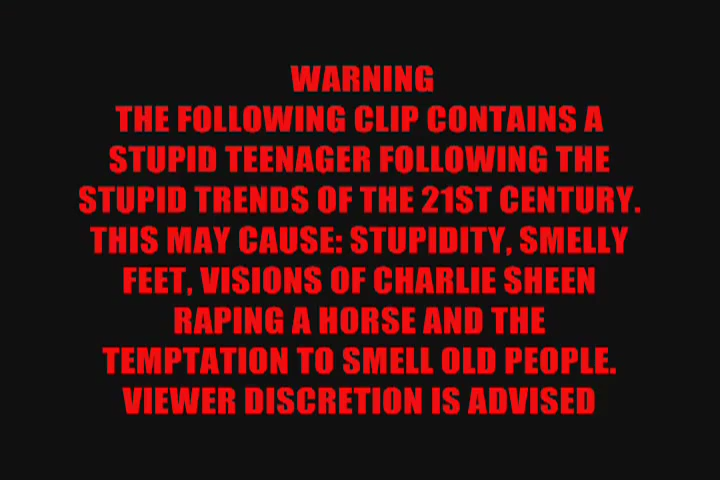 WARNING
THE FOLLOWING CLIP CONTAINS A
STUPID TEENAGER FOLLOWING THE
STUPID TRENDS OF THE 21ST CENTURY.
THIS MAY CAUSE: STUPIDITY, SMELLY
FEET, VISIONS OF CHARLIE SHEEN
RAPING A HORSE AND THE
TEMPTATION TO SMELL OLD PEOPLE.
VIEWER DISCRETION IS ADVISED